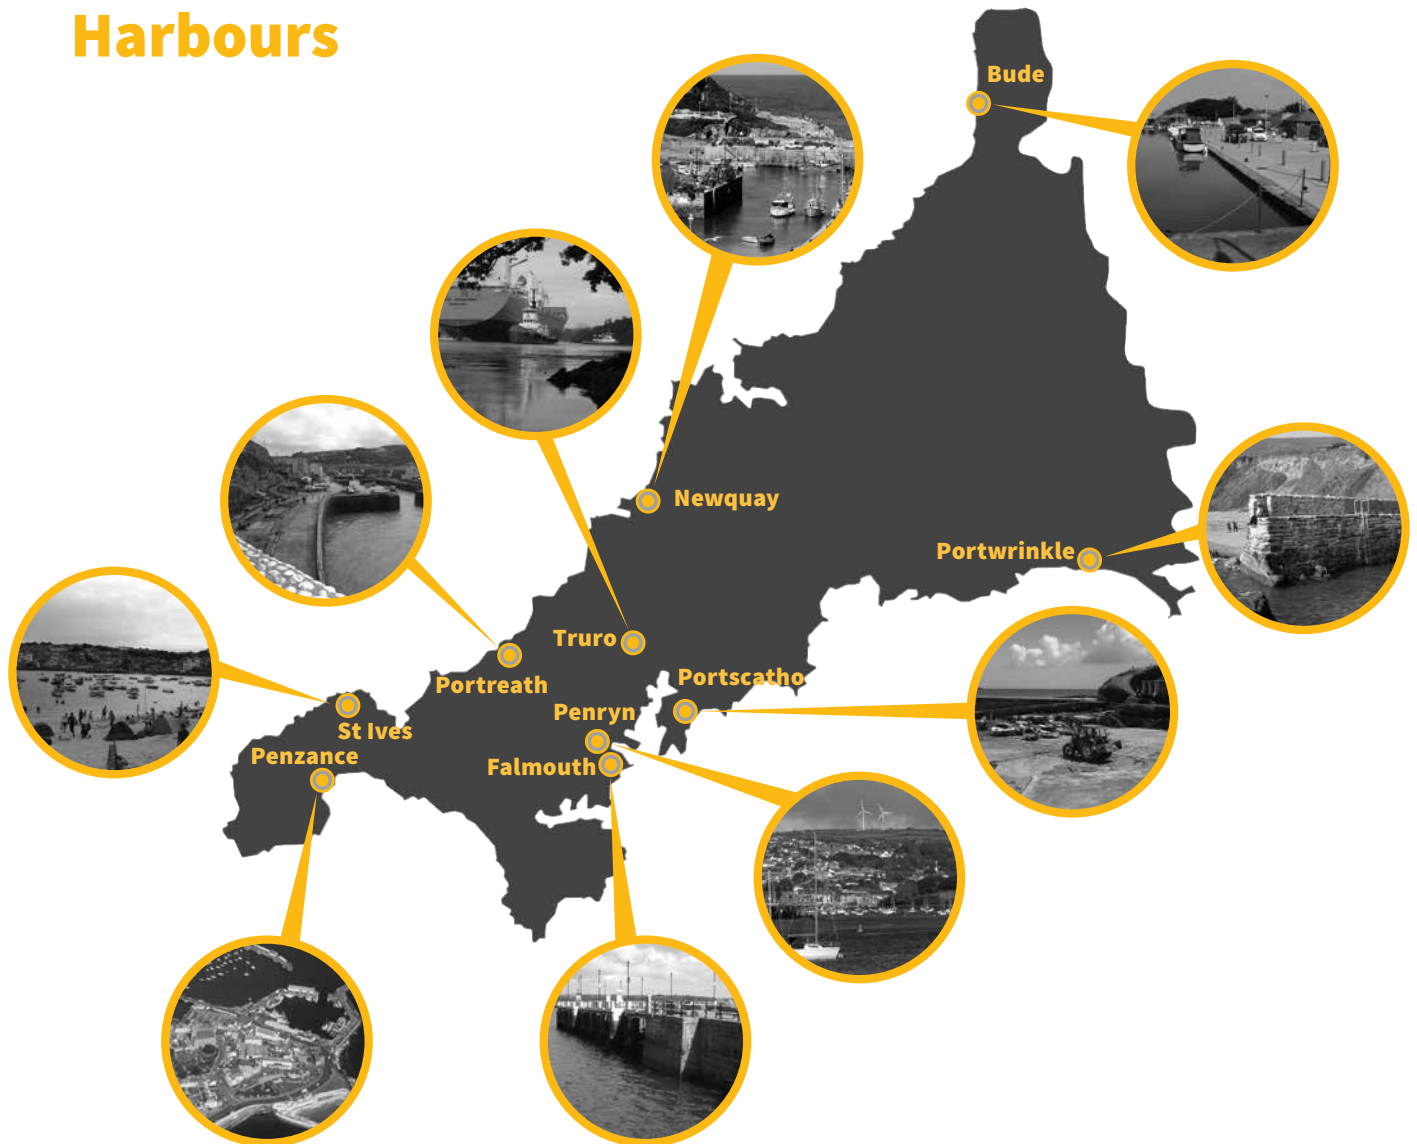 Harbours
Bude
Newquay
Portwrinkle
Truro
Portscatho
Portreath
Penryn
St Ives
Penzance
Falmouth